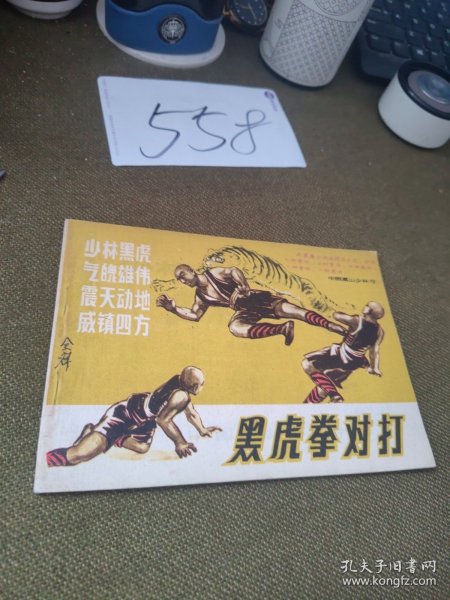 558
少林黑虎
气魄雄伟
震天动地
威镇四方
中国嵩山少林寺
全
黑虎拳对打
孔夫子旧书网
www.kongfz.com